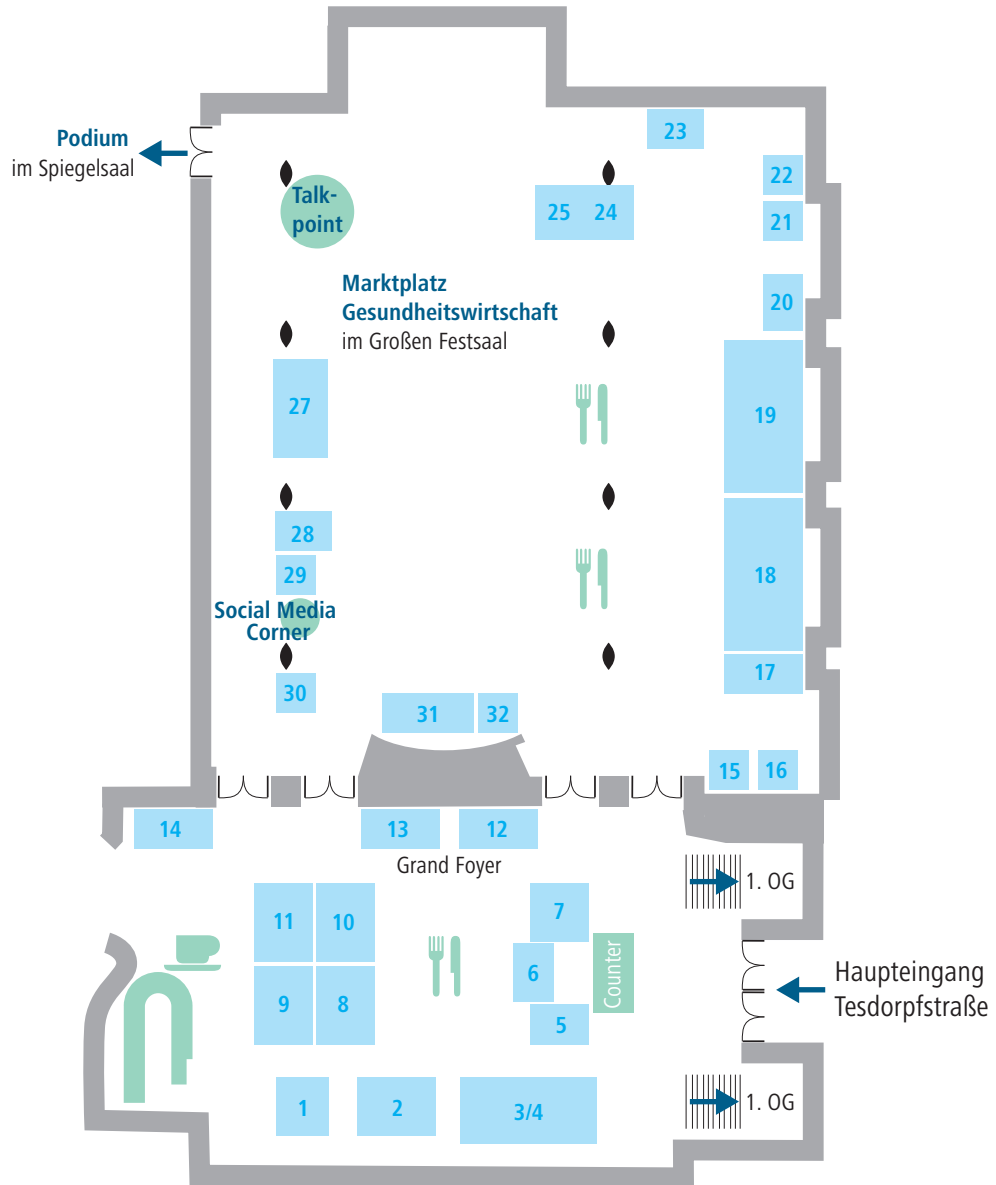 Podium
im Spiegelsaal
23
22
Talk-
point
25
24
21
Marktplatz
Gesundheitswirtschaft
im Großen Festsaal
20
27
19
28
29
18
Social Media
Corner
17
30
31
32
15
16
14
13
12
Grand Foyer
1. OG
11
10
7
6
Counter
Haupteingang
Tesdorpfstraße
9
8
5
1
2
3/4
1. OG